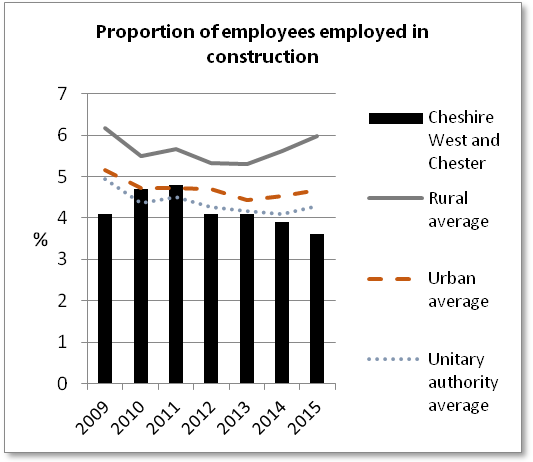 Proportion of employees employed in
construction
7
6
5
4
3
2
1
0
%
2009
2010
2011
2012
2013
2014
2015
Cheshire
West and
Chester
Rural
average
Urban
average
Unitary
authority
average